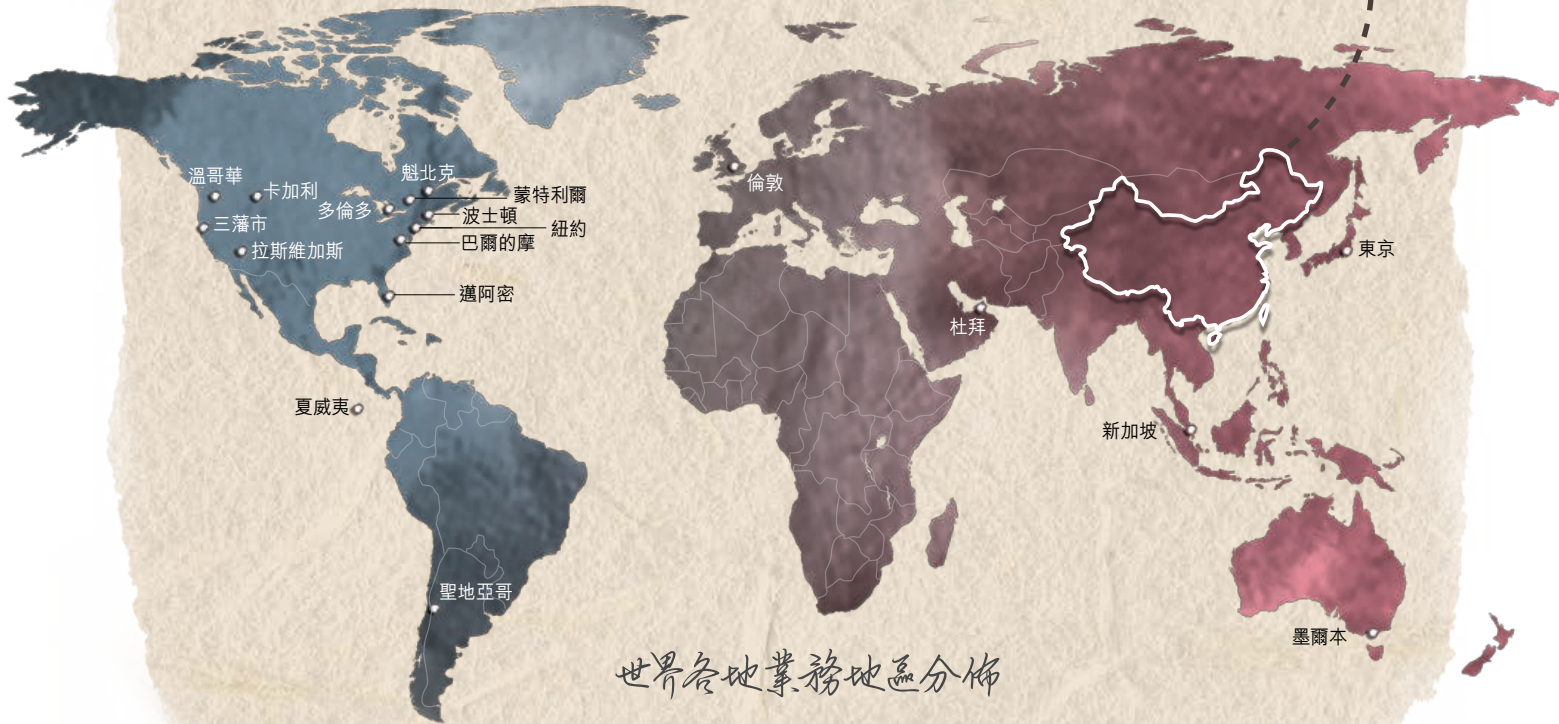 溫哥華
卡加利
魁北克
蒙特利爾
多倫多
波士頓
三藩市
紐約
拉斯維加斯
巴爾的摩
邁阿密
夏威夷
聖地亞哥
倫敦
杜拜
東京
新加坡
墨爾本
世界各地業務地區分佈